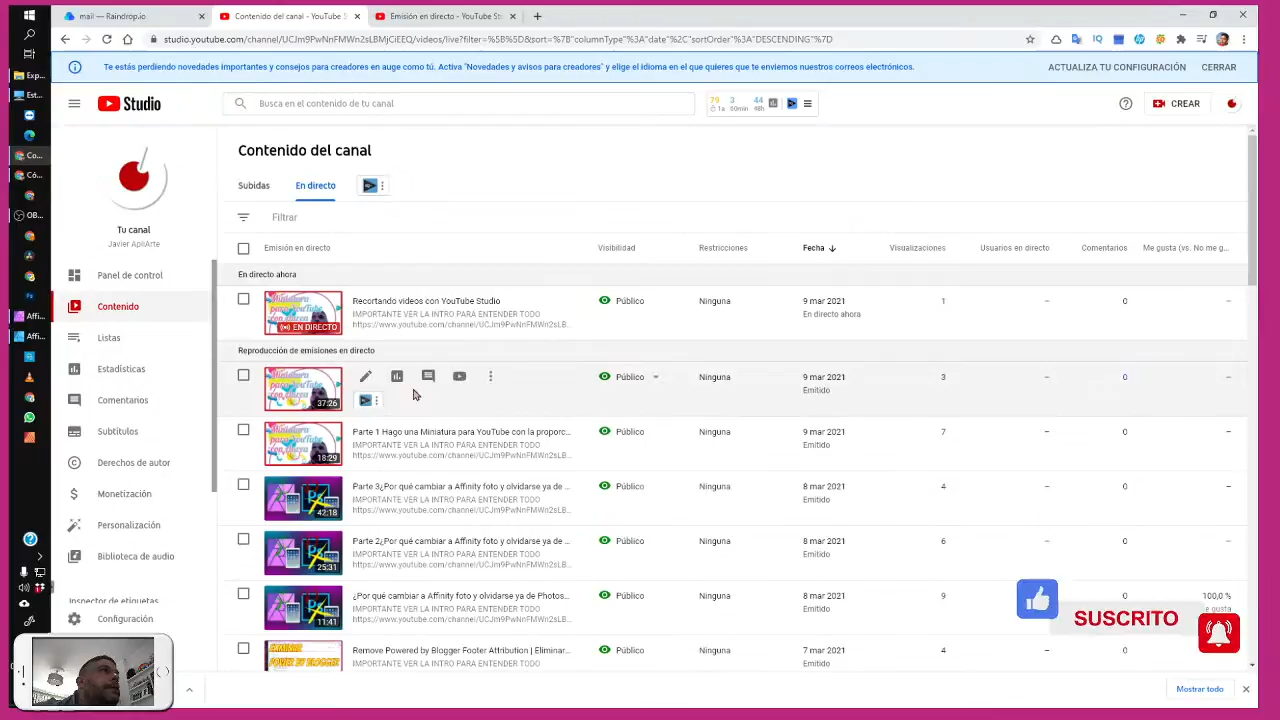 mail — Raindrop.io
Contenido del canal - YouTube S
Emisión en directo - YouTube Stu
studio.youtube.com/channel/UCJm9PwNnFMWn2sLBMjCiEEQ/videos/live?filter=%5B%5D&sort=%7B"columnType"%3A"date"%2C"sortOrder"%3A"DESCENDING"%7D
Te estás perdiendo novedades importantes y consejos para creadores en auge como tú. Activa "Novedades y avisos para creadores" y elige el idioma en el que quieres que te enviemos nuestros correos electrónicos.
ACTUALIZA TU CONFIGURACIÓN
CERRAR
Studio
Busca en el contenido de tu canal
79 3 44
1a 60min 48h
CREAR
Contenido del canal
Subidas
En directo
Filtrar
Tu canal
Javier ApliArte
Panel de control
Contenido
Listas
Estadísticas
Comentarios
Subtítulos
Derechos de autor
Monetización
Personalización
Biblioteca de audio
Inspector de etiquetas
Configuración
Emisión en directo
Visibilidad
Restricciones
Fecha
Visualizaciones
Usuarios en directo
Comentarios
Me gusta (vs. No me g...
En directo ahora
EN DIRECTO
Recortando videos con YouTube Studio
IMPORTANTE VER LA INTRO PARA ENTENDER TODO
https://www.youtube.com/channel/UCJm9PwNnFMWn2sLB...
Público
Ninguna
9 mar 2021
En directo ahora
1
–
0
–
Reproducción de emisiones en directo
37:26
Público
Ninguna
9 mar 2021
Emitido
3
–
0
–
18:29
Parte 1 Hago una Miniatura para YouTube con la proporc...
IMPORTANTE VER LA INTRO PARA ENTENDER TODO
https://www.youtube.com/channel/UCJm9PwNnFMWn2sLB...
Público
Ninguna
9 mar 2021
Emitido
7
–
0
–
42:18
Parte 3¿Por qué cambiar a Affinity foto y olvidarse ya de ...
IMPORTANTE VER LA INTRO PARA ENTENDER TODO
https://www.youtube.com/channel/UCJm9PwNnFMWn2sLB...
Público
Ninguna
8 mar 2021
Emitido
4
–
0
–
25:31
Parte 2¿Por qué cambiar a Affinity foto y olvidarse ya de ...
IMPORTANTE VER LA INTRO PARA ENTENDER TODO
https://www.youtube.com/channel/UCJm9PwNnFMWn2sLB...
Público
Ninguna
8 mar 2021
Emitido
6
–
0
–
11:41
¿Por qué cambiar a Affinity foto y olvidarse ya de Photos...
IMPORTANTE VER LA INTRO PARA ENTENDER TODO
https://www.youtube.com/channel/UCJm9PwNnFMWn2sLB...
Público
Ninguna
8 mar 2021
Emitido
9
–
0
100,0 %
ELIMINAR
POWER BY BLOGGER
Remove Powered by Blogger Footer Attribution | Eliminar...
IMPORTANTE VER LA INTRO PARA ENTENDER TODO
Público
Ninguna
7 mar 2021
Emitido
4
–
0
–
SUSCRITO
Mostrar todo